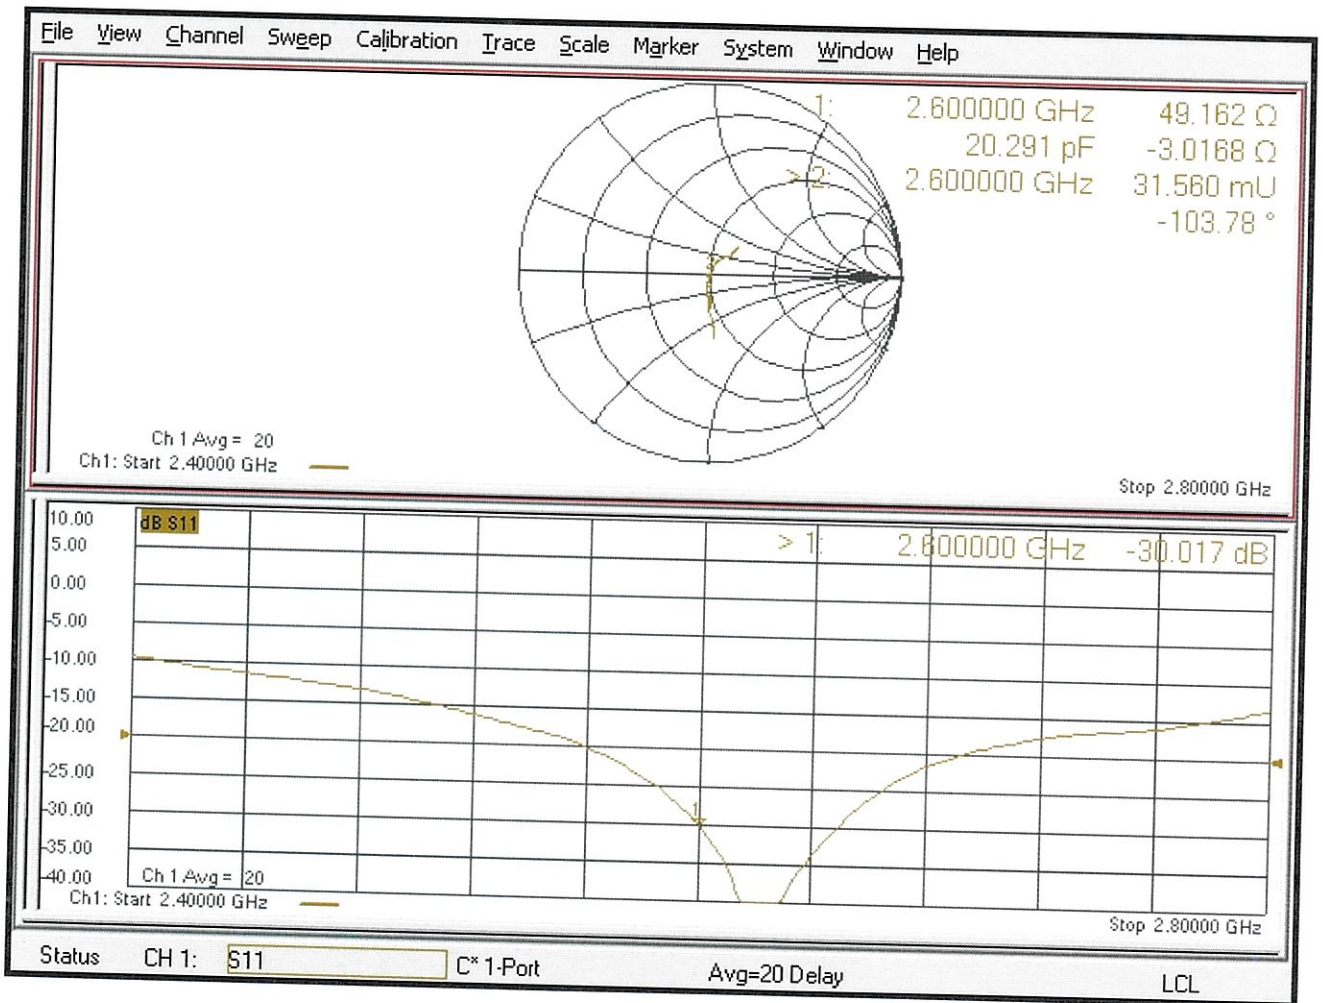 File View Channel Sweep Calibration Trace Scale Marker System Window Help
1: 2.600000 GHz 49.162 Ω
20.291 pF -3.0168 Ω
> 2: 2.600000 GHz 31.560 mU
-103.78 °
Ch 1 Avg = 20
Ch1: Start 2.40000 GHz
Stop 2.80000 GHz
10.00
dB S11
> 1: 2.600000 GHz -30.017 dB
5.00
0.00
-5.00
-10.00
-15.00
-20.00
-25.00
-30.00
1
-35.00
-40.00
Ch 1 Avg = 20
Ch1: Start 2.40000 GHz
Stop 2.80000 GHz
Status CH 1: S11 C* 1-Port Avg=20 Delay LCL